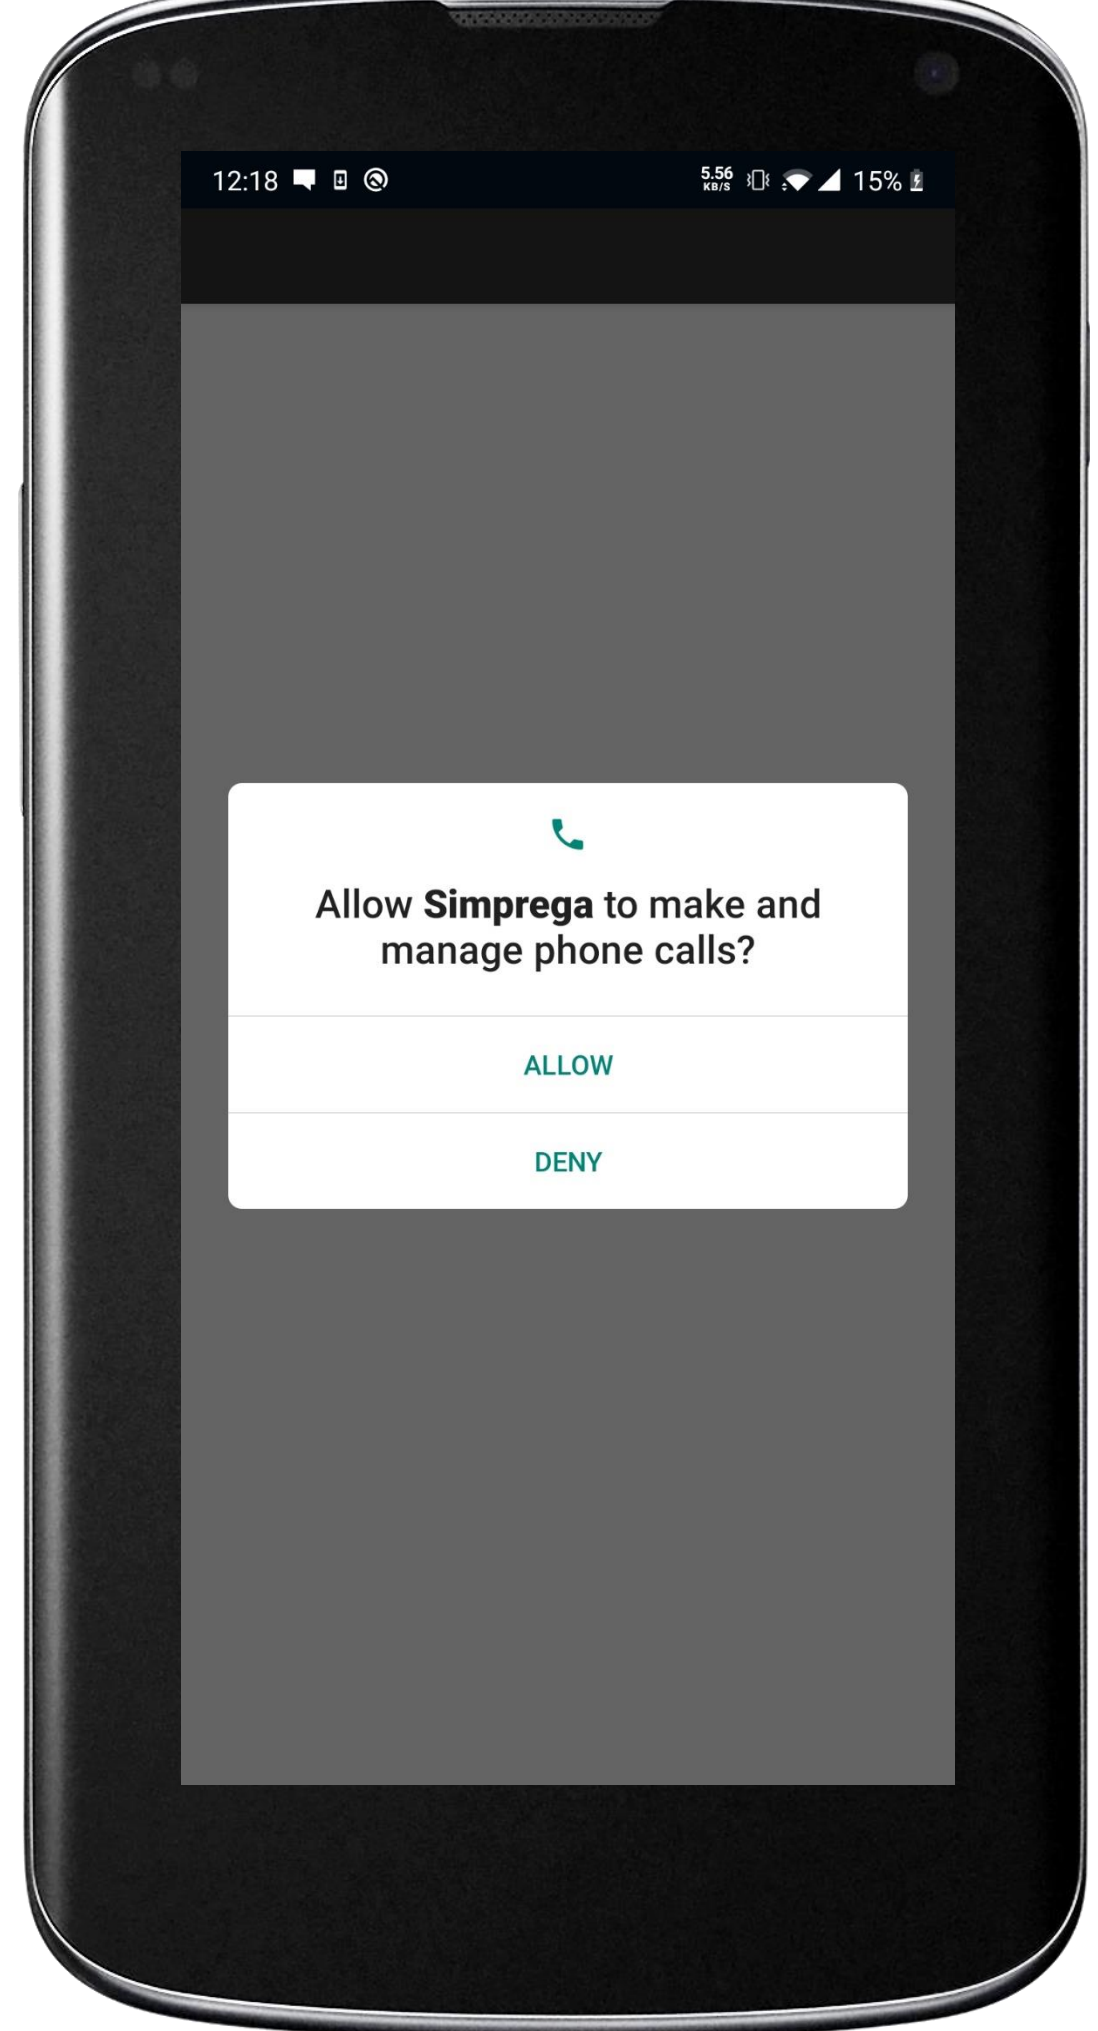 12:18
5.56
KB/S
15%
Allow Simprega to make and
manage phone calls?
ALLOW
DENY